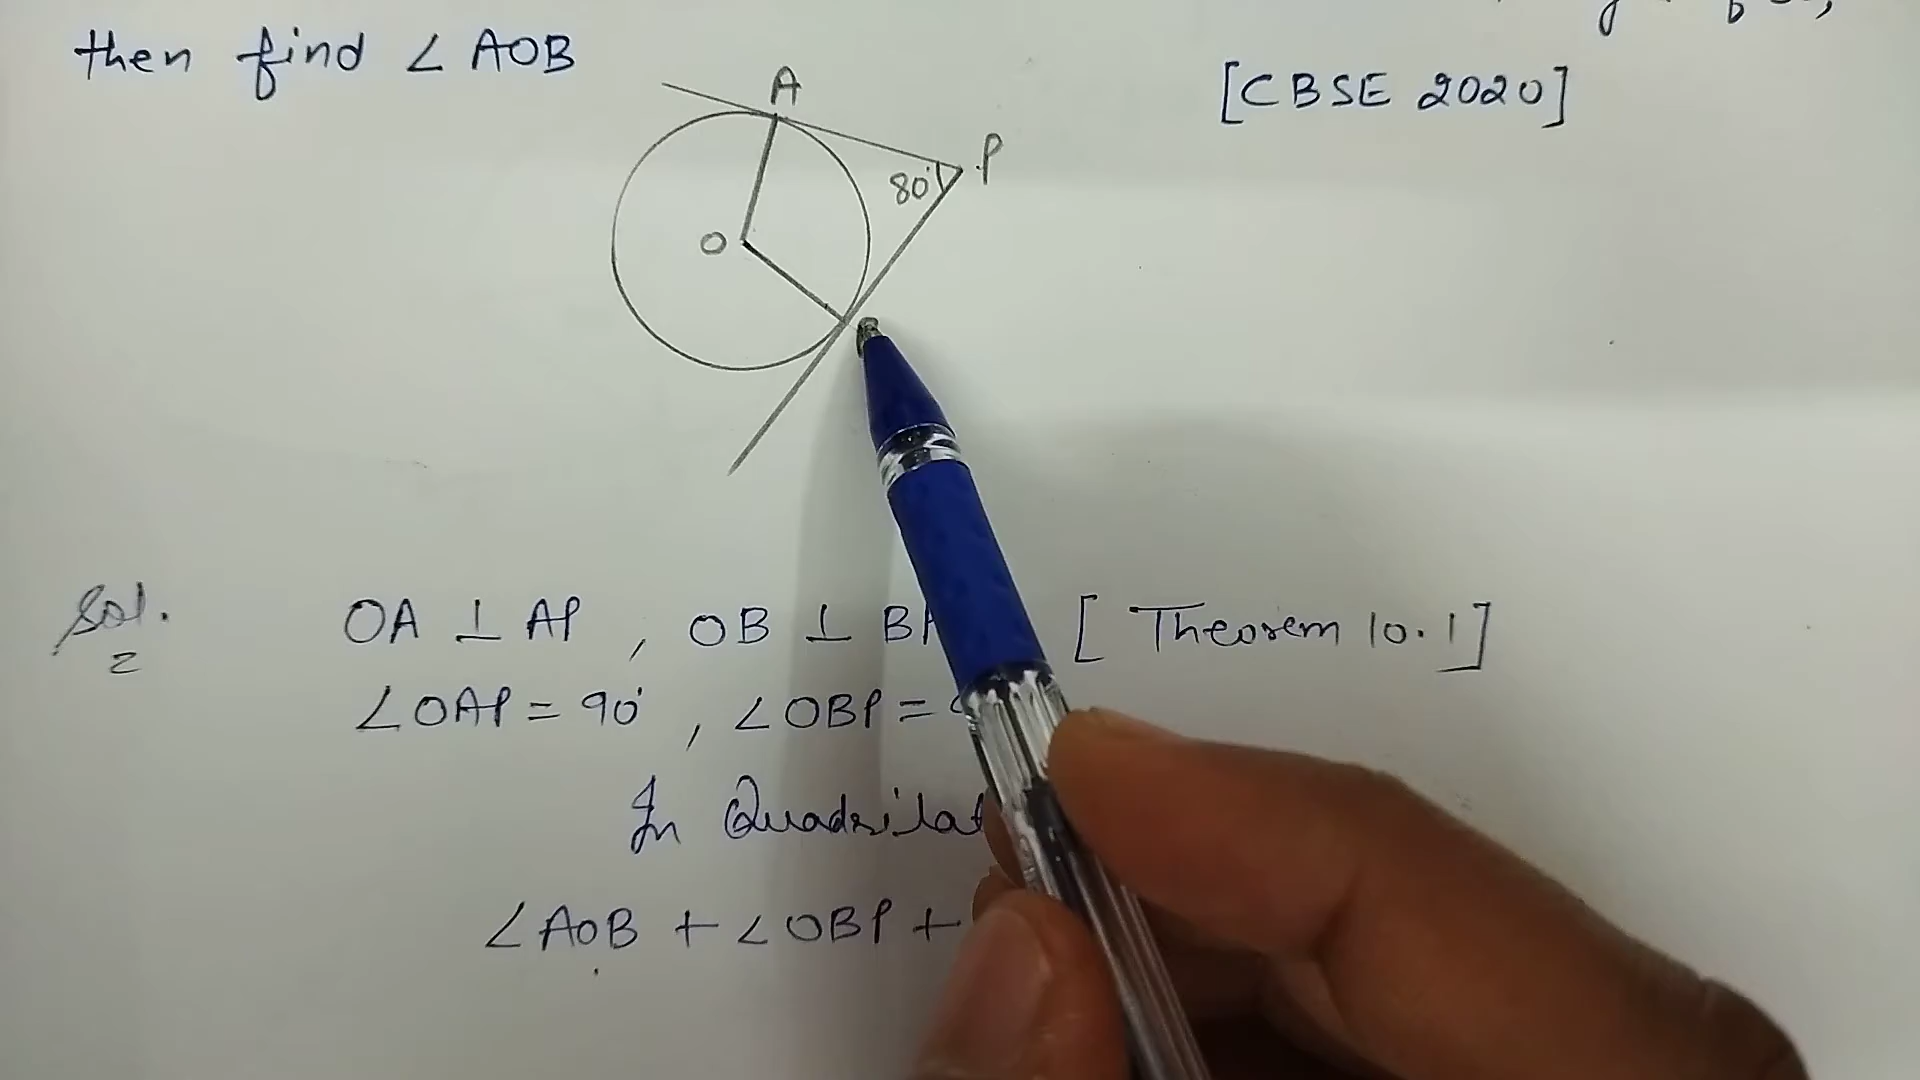 then find ∠ AOB
[CBSE 2020]
A
P
80°
O
Sol.
OA ⊥ AP , OB ⊥ [Theorem 10.1]
∠OAP = 90° , ∠OBP =
In
∠AOB + ∠OBP +